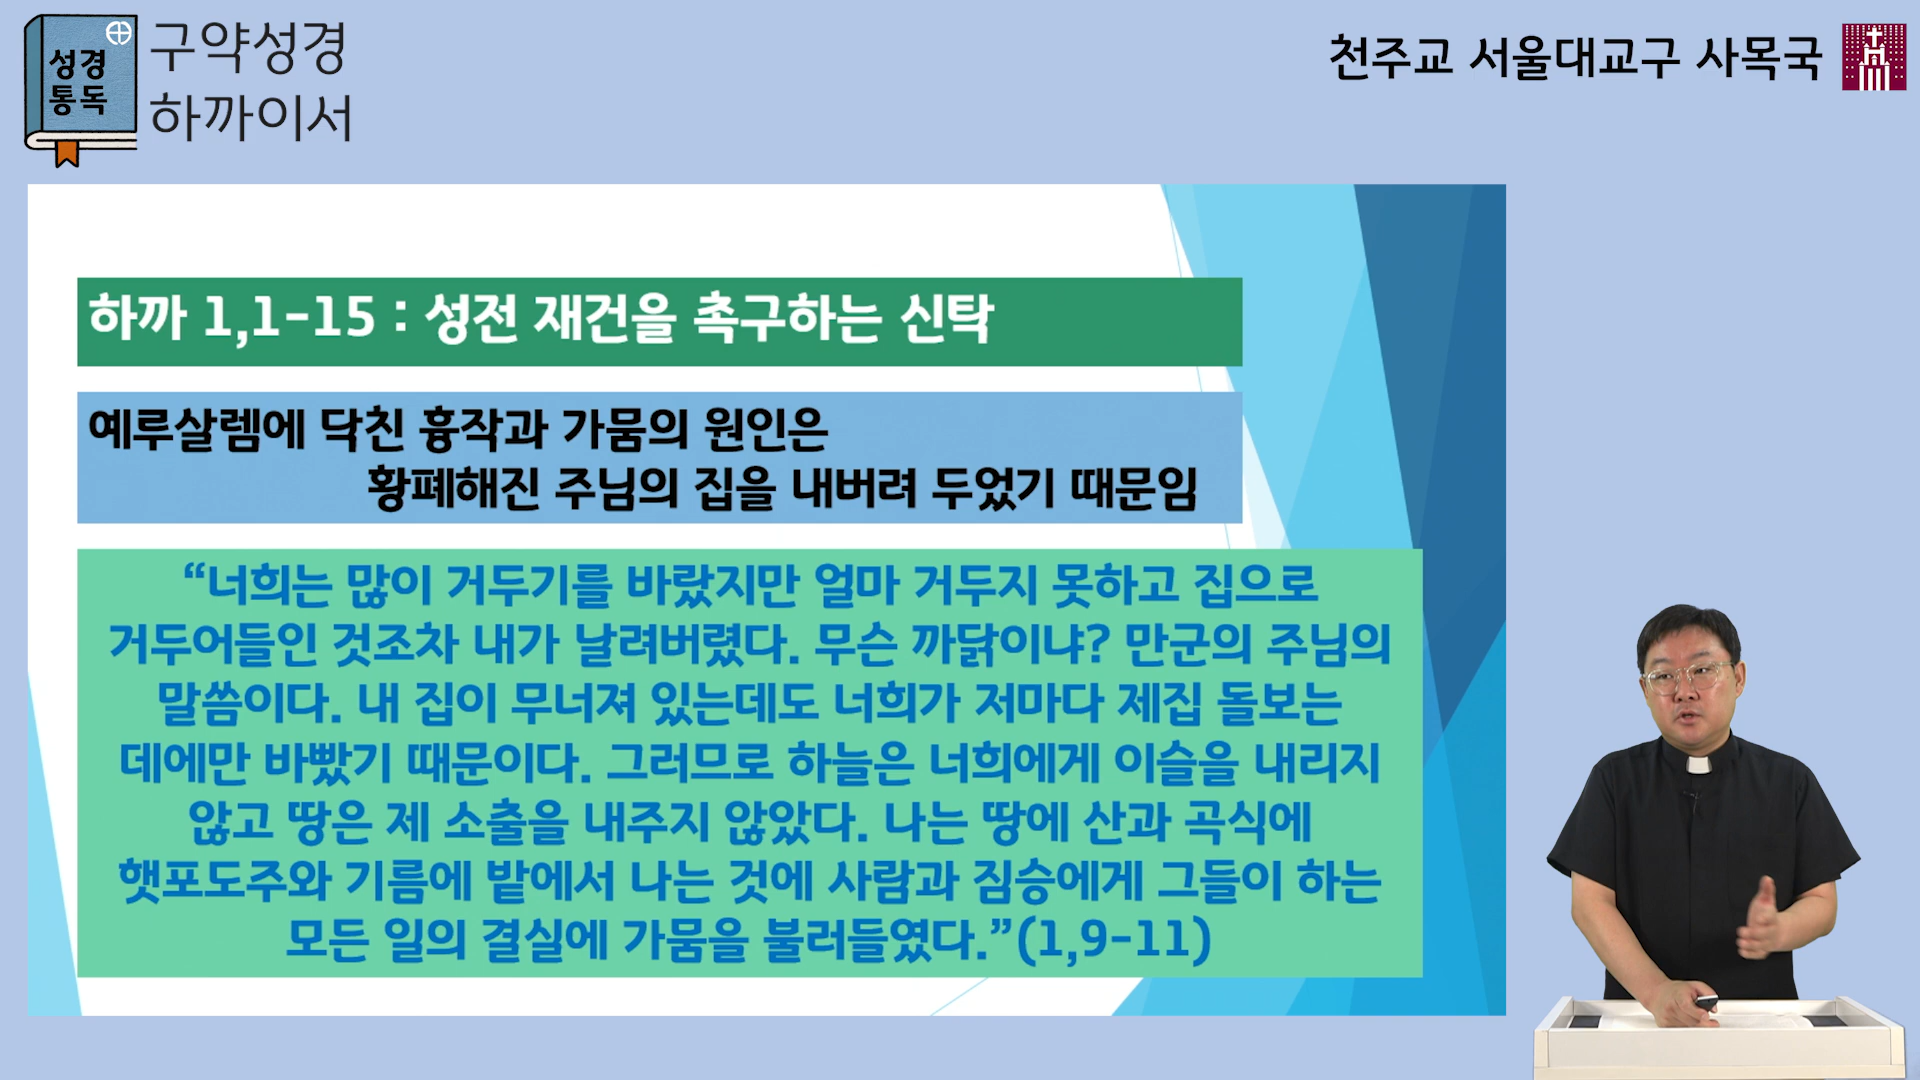 성경
통독
구약성경
하까이서
천주교 서울대교구 사목국
하까 1,1-15 : 성전 재건을 촉구하는 신탁
예루살렘에 닥친 흉작과 가뭄의 원인은
황폐해진 주님의 집을 내버려 두었기 때문임
“너희는 많이 거두기를 바랐지만 얼마 거두지 못하고 집으로
거두어들인 것조차 내가 날려버렸다. 무슨 까닭이냐? 만군의 주님의
말씀이다. 내 집이 무너져 있는데도 너희가 저마다 제집 돌보는
데에만 바빴기 때문이다. 그러므로 하늘은 너희에게 이슬을 내리지
않고 땅은 제 소출을 내주지 않았다. 나는 땅에 산과 곡식에
햇포도주와 기름에 밭에서 나는 것에 사람과 짐승에게 그들이 하는
모든 일의 결실에 가뭄을 불러들였다.”(1,9-11)